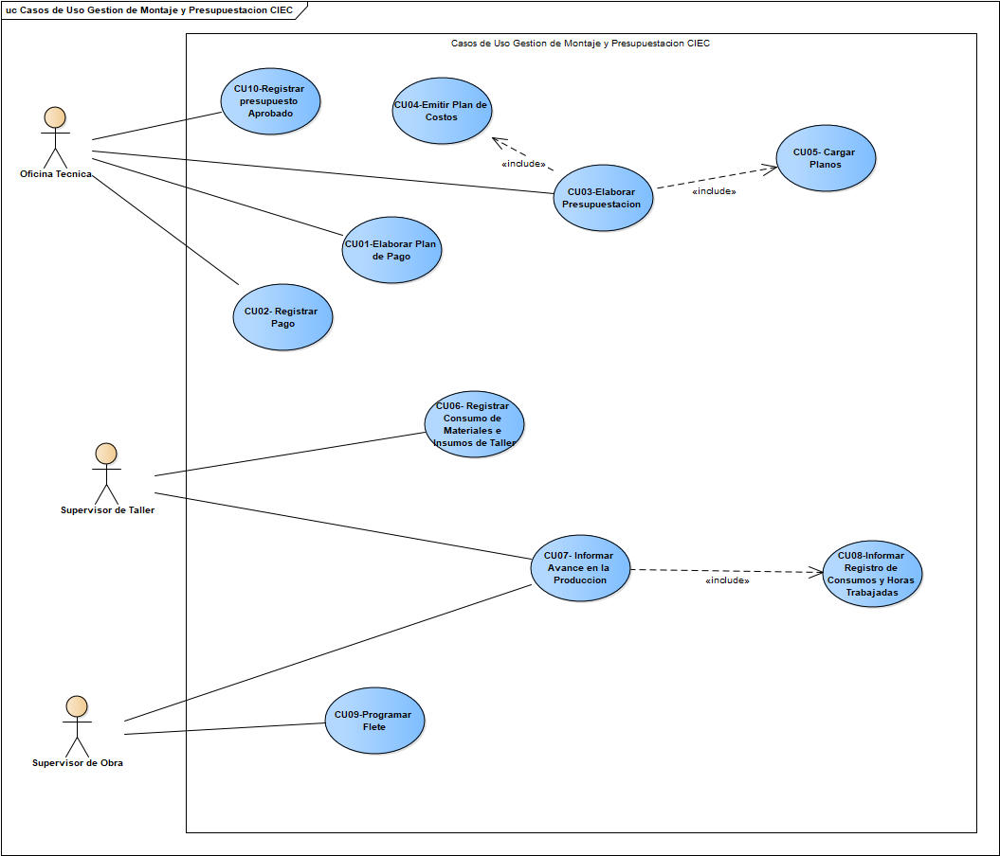 uc Casos de Uso Gestion de Montaje y Presupuestacion CIEC
Casos de Uso Gestion de Montaje y Presupuestacion CIEC
CU10-Registrar
presupuesto
Aprobado
CU04-Emitir Plan de
Costos
CU05- Cargar
Planos
Oficina Tecnica
«include»
CU03-Elaborar
Presupuestacion
«include»
CU01-Elaborar Plan
de Pago
CU02- Registrar
Pago
CU06- Registrar
Consumo de
Materiales e
Insumos de Taller
Supervisor de Taller
CU07- Informar
Avance en la
Produccion
«include»
CU08-Informar
Registro de
Consumos y Horas
Trabajadas
CU09-Programar
Flete
Supervisor de Obra